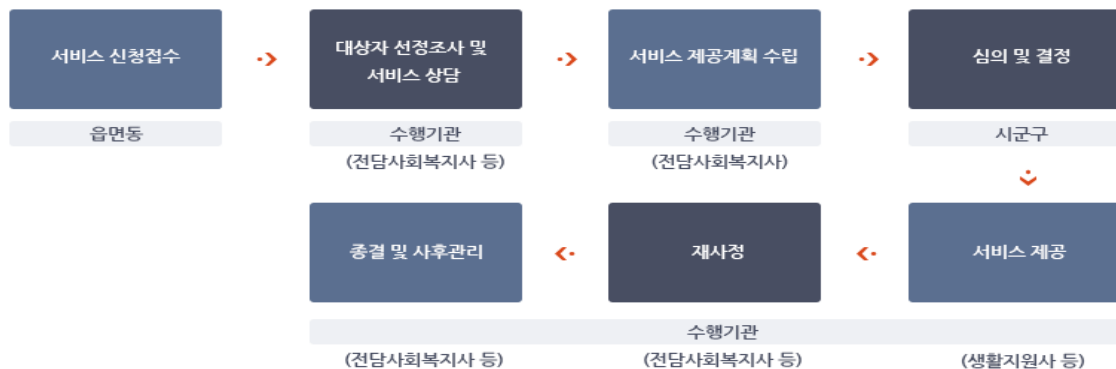 서비스 신청접수
대상자 선정조사 및
서비스 상담
서비스 제공계획 수립
심의 및 결정
읍면동
수행기관
수행기관
시군구
(전담사회복지사 등)
(전담사회복지사)
종결 및 사후관리
재사정
서비스 제공
수행기관
(전담사회복지사 등)
(전담사회복지사 등)
(생활지원사 등)